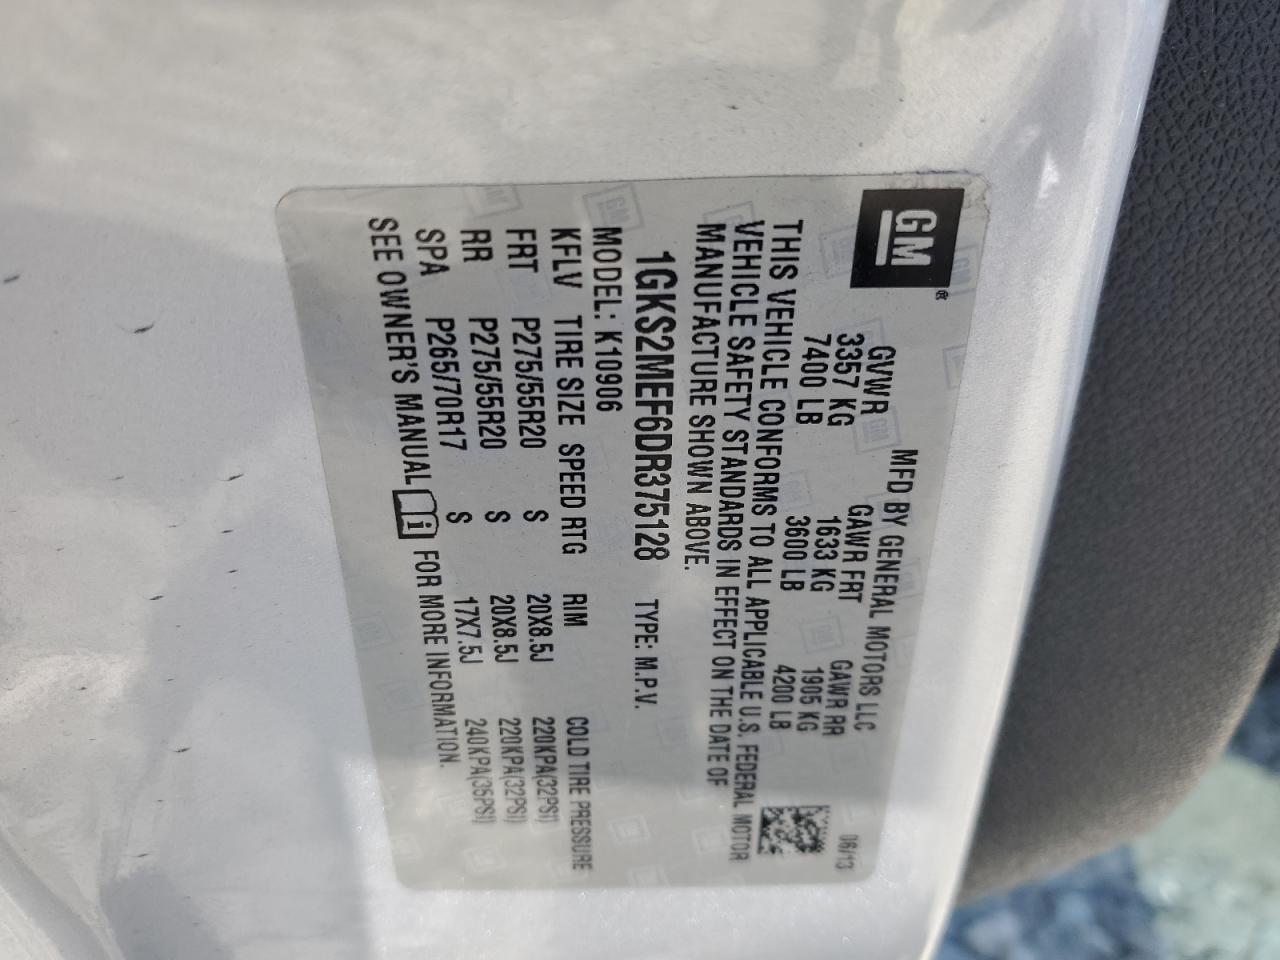 GM®
MFD BY GENERAL MOTORS LLC 06/13
GVWR GAWR FRT GAWR RR
3357 KG 1633 KG 1905 KG
7400 LB 3600 LB 4200 LB
THIS VEHICLE CONFORMS TO ALL APPLICABLE U.S. FEDERAL MOTOR
VEHICLE SAFETY STANDARDS IN EFFECT ON THE DATE OF
MANUFACTURE SHOWN ABOVE.
1GKS2MEF6DR375128 TYPE: M.P.V.
MODEL: K10906
KFLV TIRE SIZE SPEED RTG RIM COLD TIRE PRESSURE
FRT P275/55R20 S 20X8.5J 220KPA(32PSI)
RR P275/55R20 S 20X8.5J 220KPA(32PSI)
SPA P265/70R17 S 17X7.5J 240KPA(35PSI)
SEE OWNER'S MANUAL i FOR MORE INFORMATION.